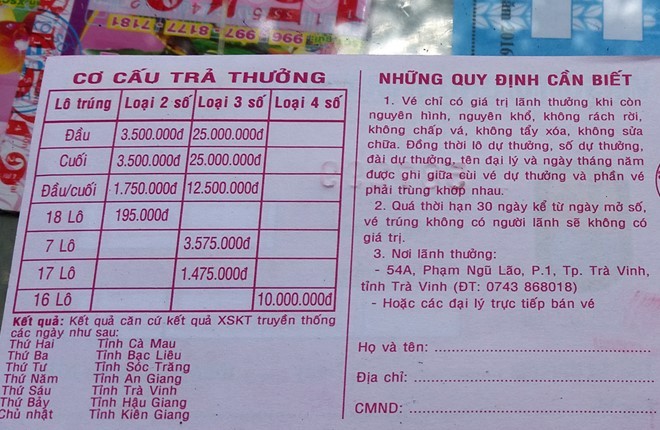 996
8177
97181
CƠ CẤU TRẢ THƯỞNG
Lô trúng Loại 2 số Loại 3 số Loại 4 số
Đầu 3.500.000đ 25.000.000đ
Cuối 3.500.000đ 25.000.000đ
Đầu/cuối 1.750.000đ 12.500.000đ
18 Lô 195.000đ
7 Lô 3.575.000đ
17 Lô 1.475.000đ
16 Lô 10.000.000đ
Kết quả: Kết quả căn cứ kết quả XSKT truyền thống
các ngày như sau:
Thứ Hai Tỉnh Cà Mau
Thứ Ba Tỉnh Bạc Liêu
Thứ Tư Tỉnh Sóc Trăng
Thứ Năm Tỉnh An Giang
Thứ Sáu Tỉnh Trà Vinh
Thứ Bảy Tỉnh Hậu Giang
Chủ nhật Tỉnh Kiên Giang
NHỮNG QUY ĐỊNH CẦN BIẾT
1. Vé chỉ có giá trị lãnh thưởng khi còn
nguyên hình, nguyên khổ, không rách rời,
không chấp vá, không tẩy xóa, không sửa
chữa. Đồng thời lô dự thưởng, số dự thưởng,
đài dự thưởng, tên đại lý và ngày tháng năm
được ghi giữa cùi vé dự thưởng và phần vé
phải trùng khớp nhau.
2. Quá thời hạn 30 ngày kể từ ngày mở số,
vé trúng không có người lãnh sẽ không có
giá trị.
3. Nơi lãnh thưởng:
- 54A, Phạm Ngũ Lão, P.1, Tp. Trà Vinh,
tỉnh Trà Vinh (ĐT: 0743 868018)
- Hoặc các đại lý trực tiếp bán vé
Họ và tên:
Địa chỉ:
CMND: